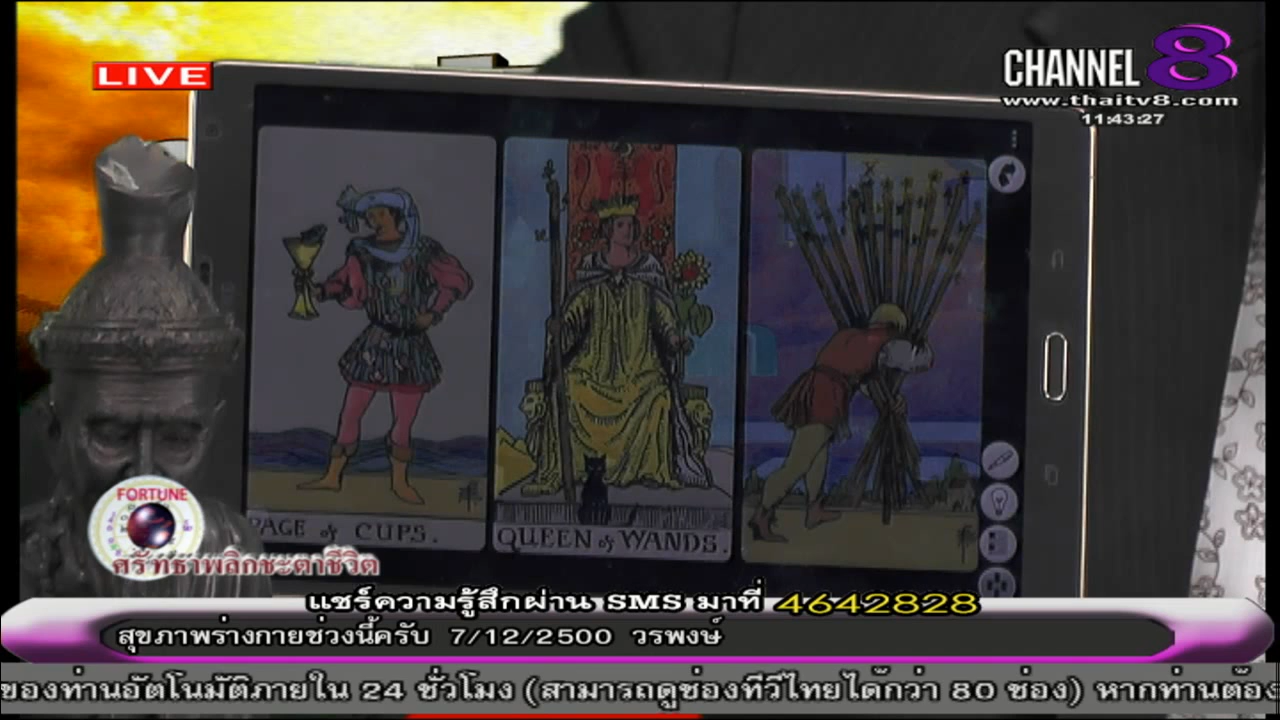 LIVE
CHANNEL 8
www.thaitv8.com
11:43:27
PAGE of CUPS.
QUEEN of WANDS.
FORTUNE
ศรัทธาพลิกชะตาชีวิต
แชร์ความรู้สึกผ่าน SMS มาที่ 4642828
สุขภาพร่างกายช่วงนี้ครับ 7/12/2500 วรพงษ์
ของท่านอัตโนมัติภายใน 24 ชั่วโมง (สามารถดูช่องทีวีไทยได้กว่า 80 ช่อง) หากท่านต้อง